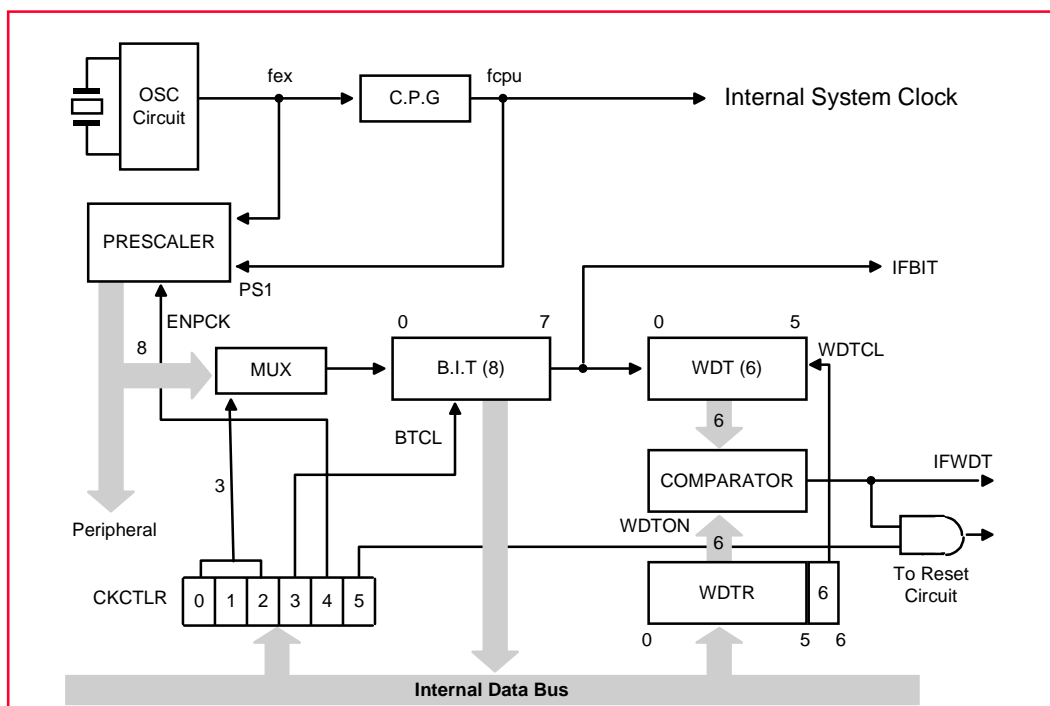 fex
fcpu
OSC
Circuit
C.P.G
Internal System Clock
PRESCALER
PS1
IFBIT
ENPCK
0 7
0 5
8
MUX
B.I.T (8)
WDT (6)
WDTCL
BTCL
6
3
COMPARATOR
IFWDT
Peripheral
WDTON
6
To Reset
Circuit
CKCTLR
0 1 2 3 4 5
WDTR
6
0 5 6
Internal Data Bus